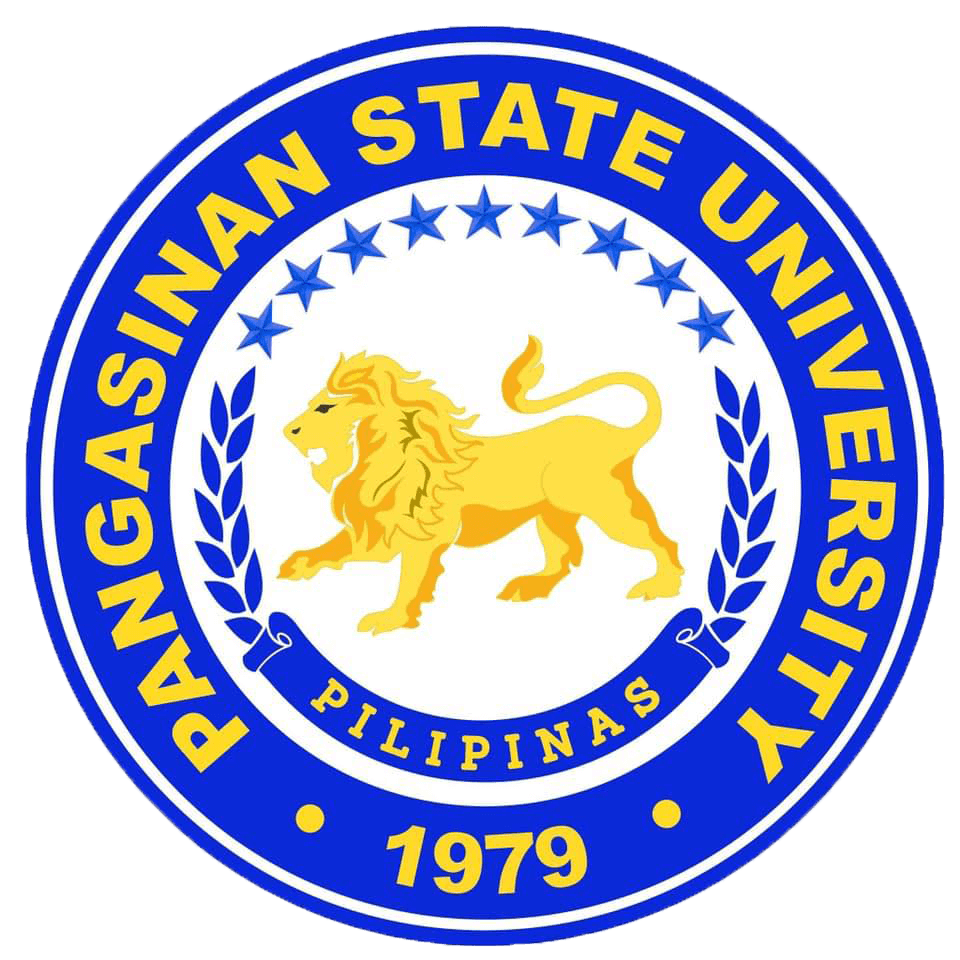 PANGASINAN STATE UNIVERSITY
PILIPINAS
• 1979 •